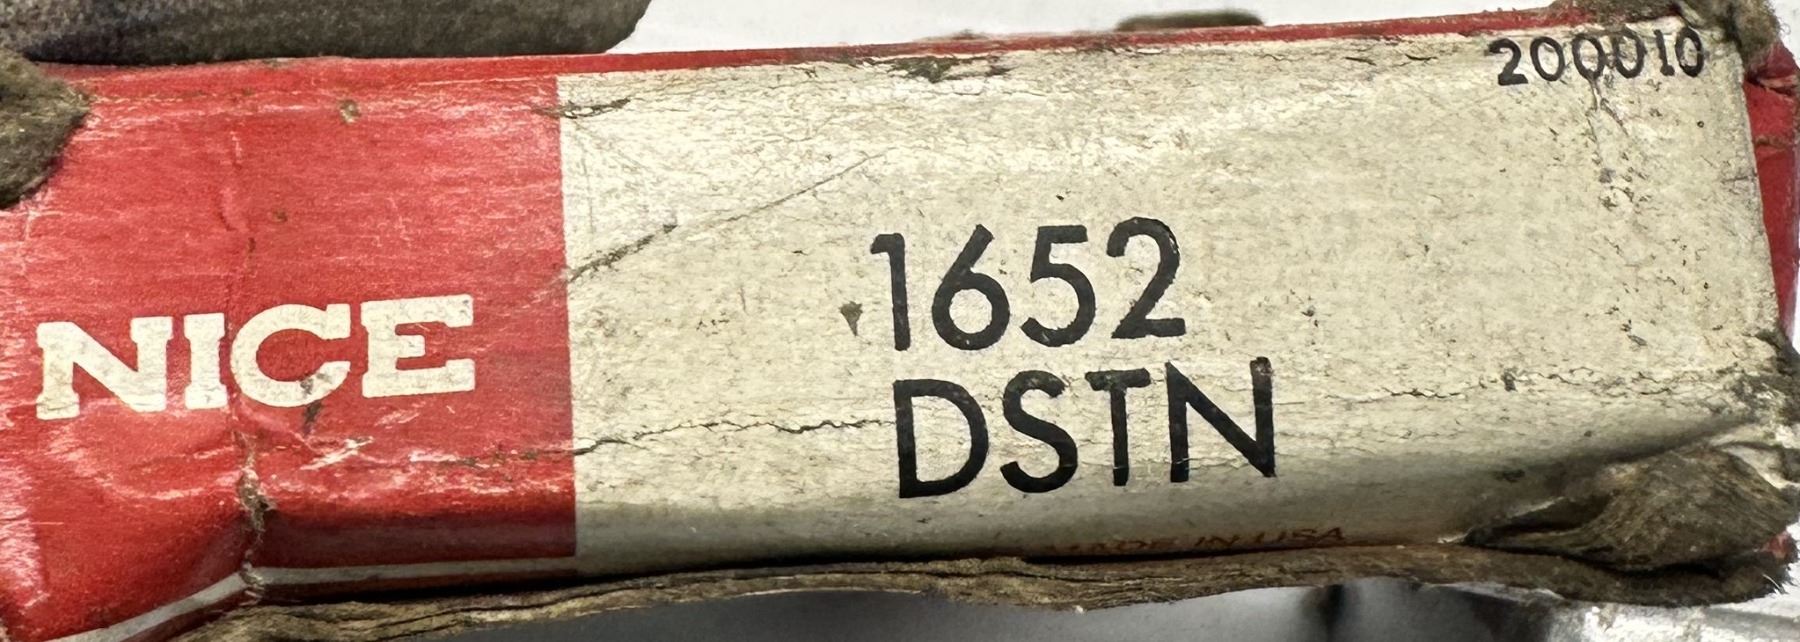 200010
NICE
1652
DSTN
MADE IN USA